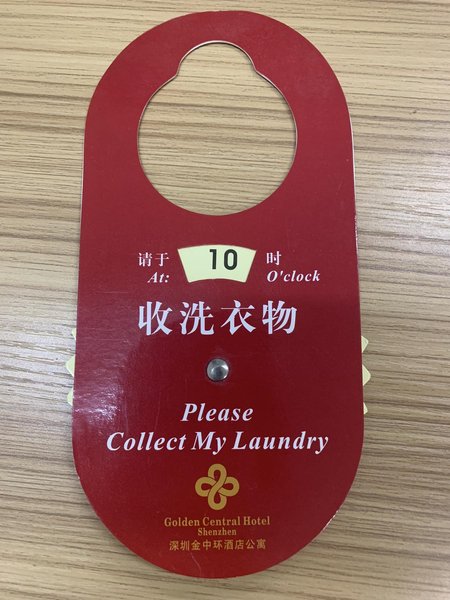 请于 10 时
At: O'clock
收洗衣物
Please
Collect My Laundry
Golden Central Hotel
Shenzhen
深圳金中环酒店公寓